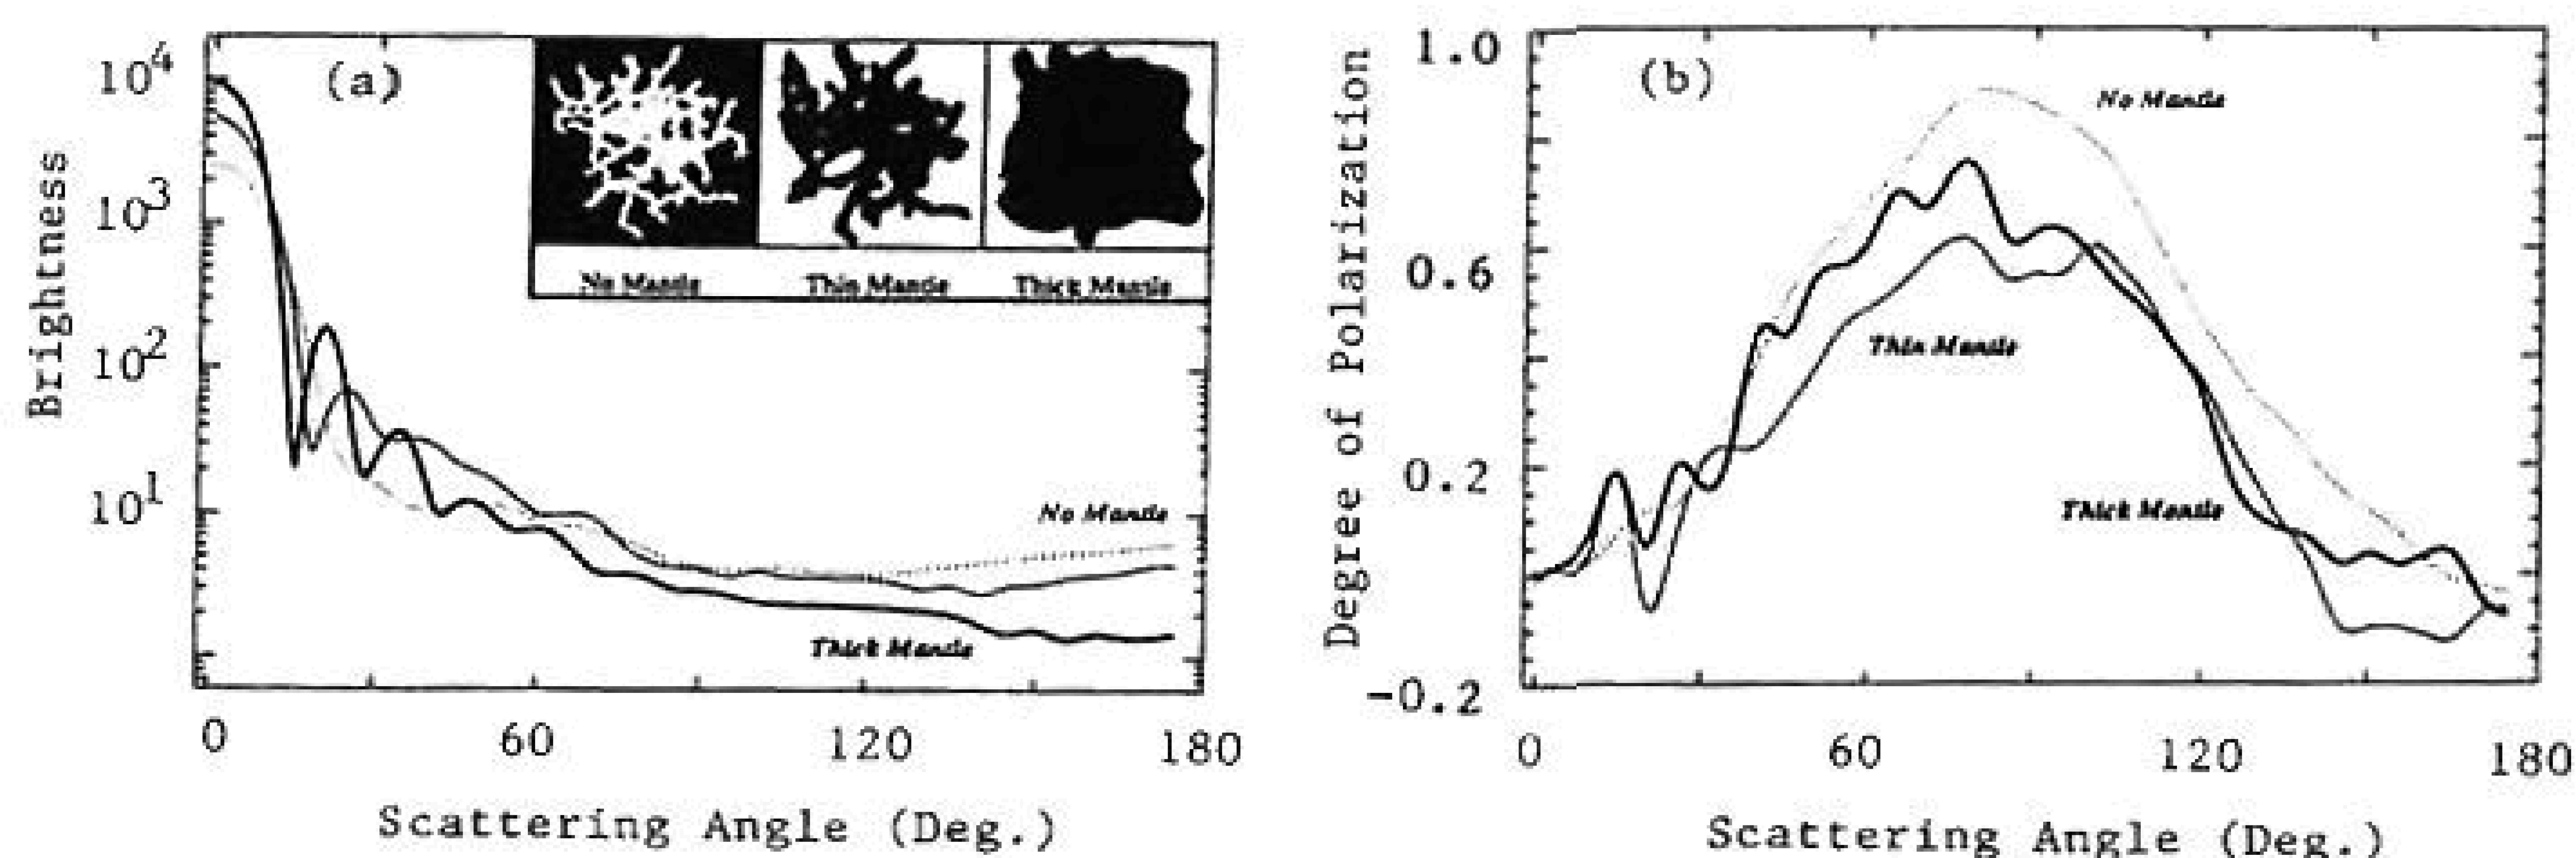 (a)
10^4
10^3
10^2
10^1
Brightness
No Mantle
Thin Mantle
Thick Mantle
No Mantle
Thick Mantle
0 60 120 180
Scattering Angle (Deg.)
(b)
1.0
0.6
0.2
-0.2
Degree of Polarization
No Mantle
Thin Mantle
Thick Mantle
0 60 120 180
Scattering Angle (Deg.)